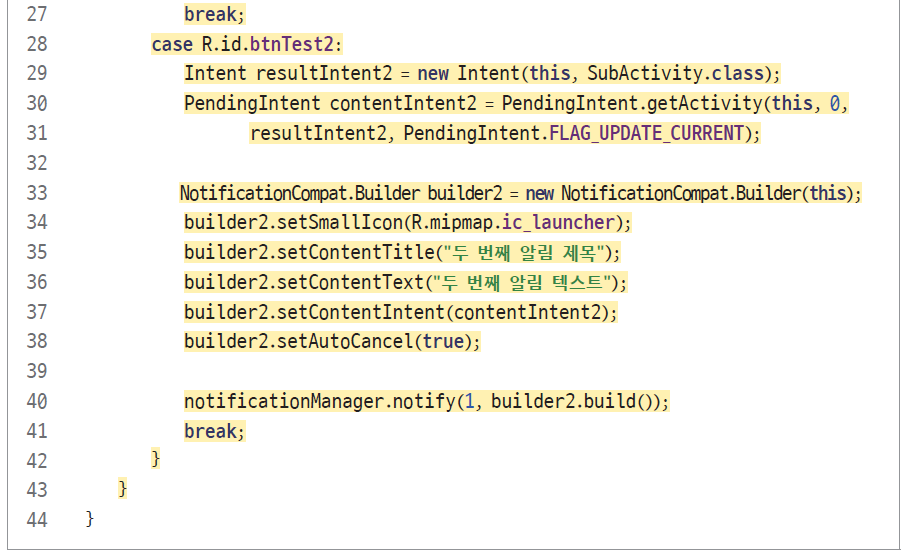 27 break;
28 case R.id.btnTest2:
29 Intent resultIntent2 = new Intent(this, SubActivity.class);
30 PendingIntent contentIntent2 = PendingIntent.getActivity(this, 0,
31 resultIntent2, PendingIntent.FLAG_UPDATE_CURRENT);
32
33 NotificationCompat.Builder builder2 = new NotificationCompat.Builder(this);
34 builder2.setSmallIcon(R.mipmap.ic_launcher);
35 builder2.setContentTitle("두 번째 알림 제목");
36 builder2.setContentText("두 번째 알림 텍스트");
37 builder2.setContentIntent(contentIntent2);
38 builder2.setAutoCancel(true);
39
40 notificationManager.notify(1, builder2.build());
41 break;
42 }
43 }
44 }